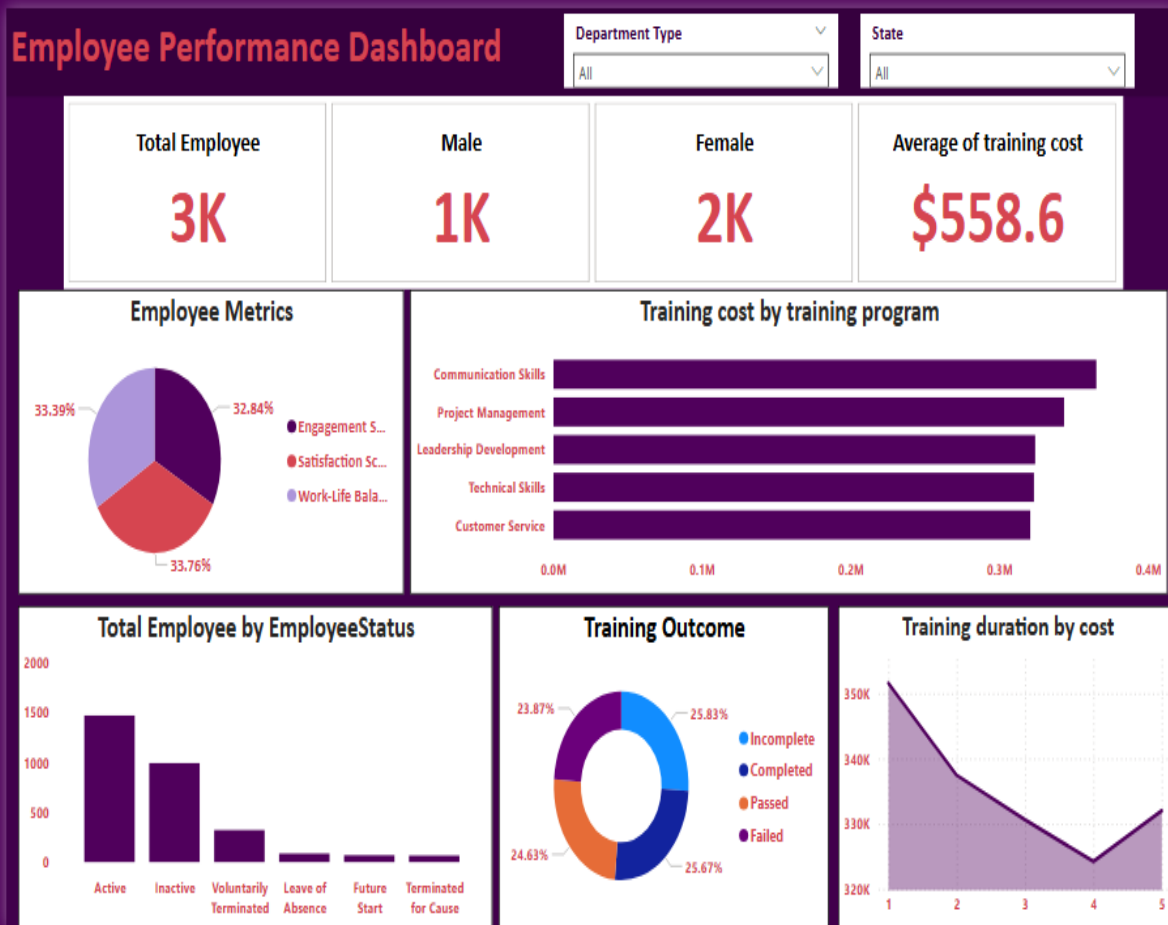 Employee Performance Dashboard
Department Type
All
State
All
Total Employee
3K
Male
1K
Female
2K
Average of training cost
$558.6
Employee Metrics
33.39%
32.84%
33.76%
Engagement S...
Satisfaction Sc...
Work-Life Bala...
Training cost by training program
Communication Skills
Project Management
Leadership Development
Technical Skills
Customer Service
0.0M 0.1M 0.2M 0.3M 0.4M
Total Employee by EmployeeStatus
2000
1500
1000
500
0
Active Inactive Voluntarily Leave of Future Terminated
Terminated Absence Start for Cause
Training Outcome
23.87%
25.83%
24.63%
25.67%
Incomplete
Completed
Passed
Failed
Training duration by cost
350K
340K
330K
320K
1 2 3 4 5